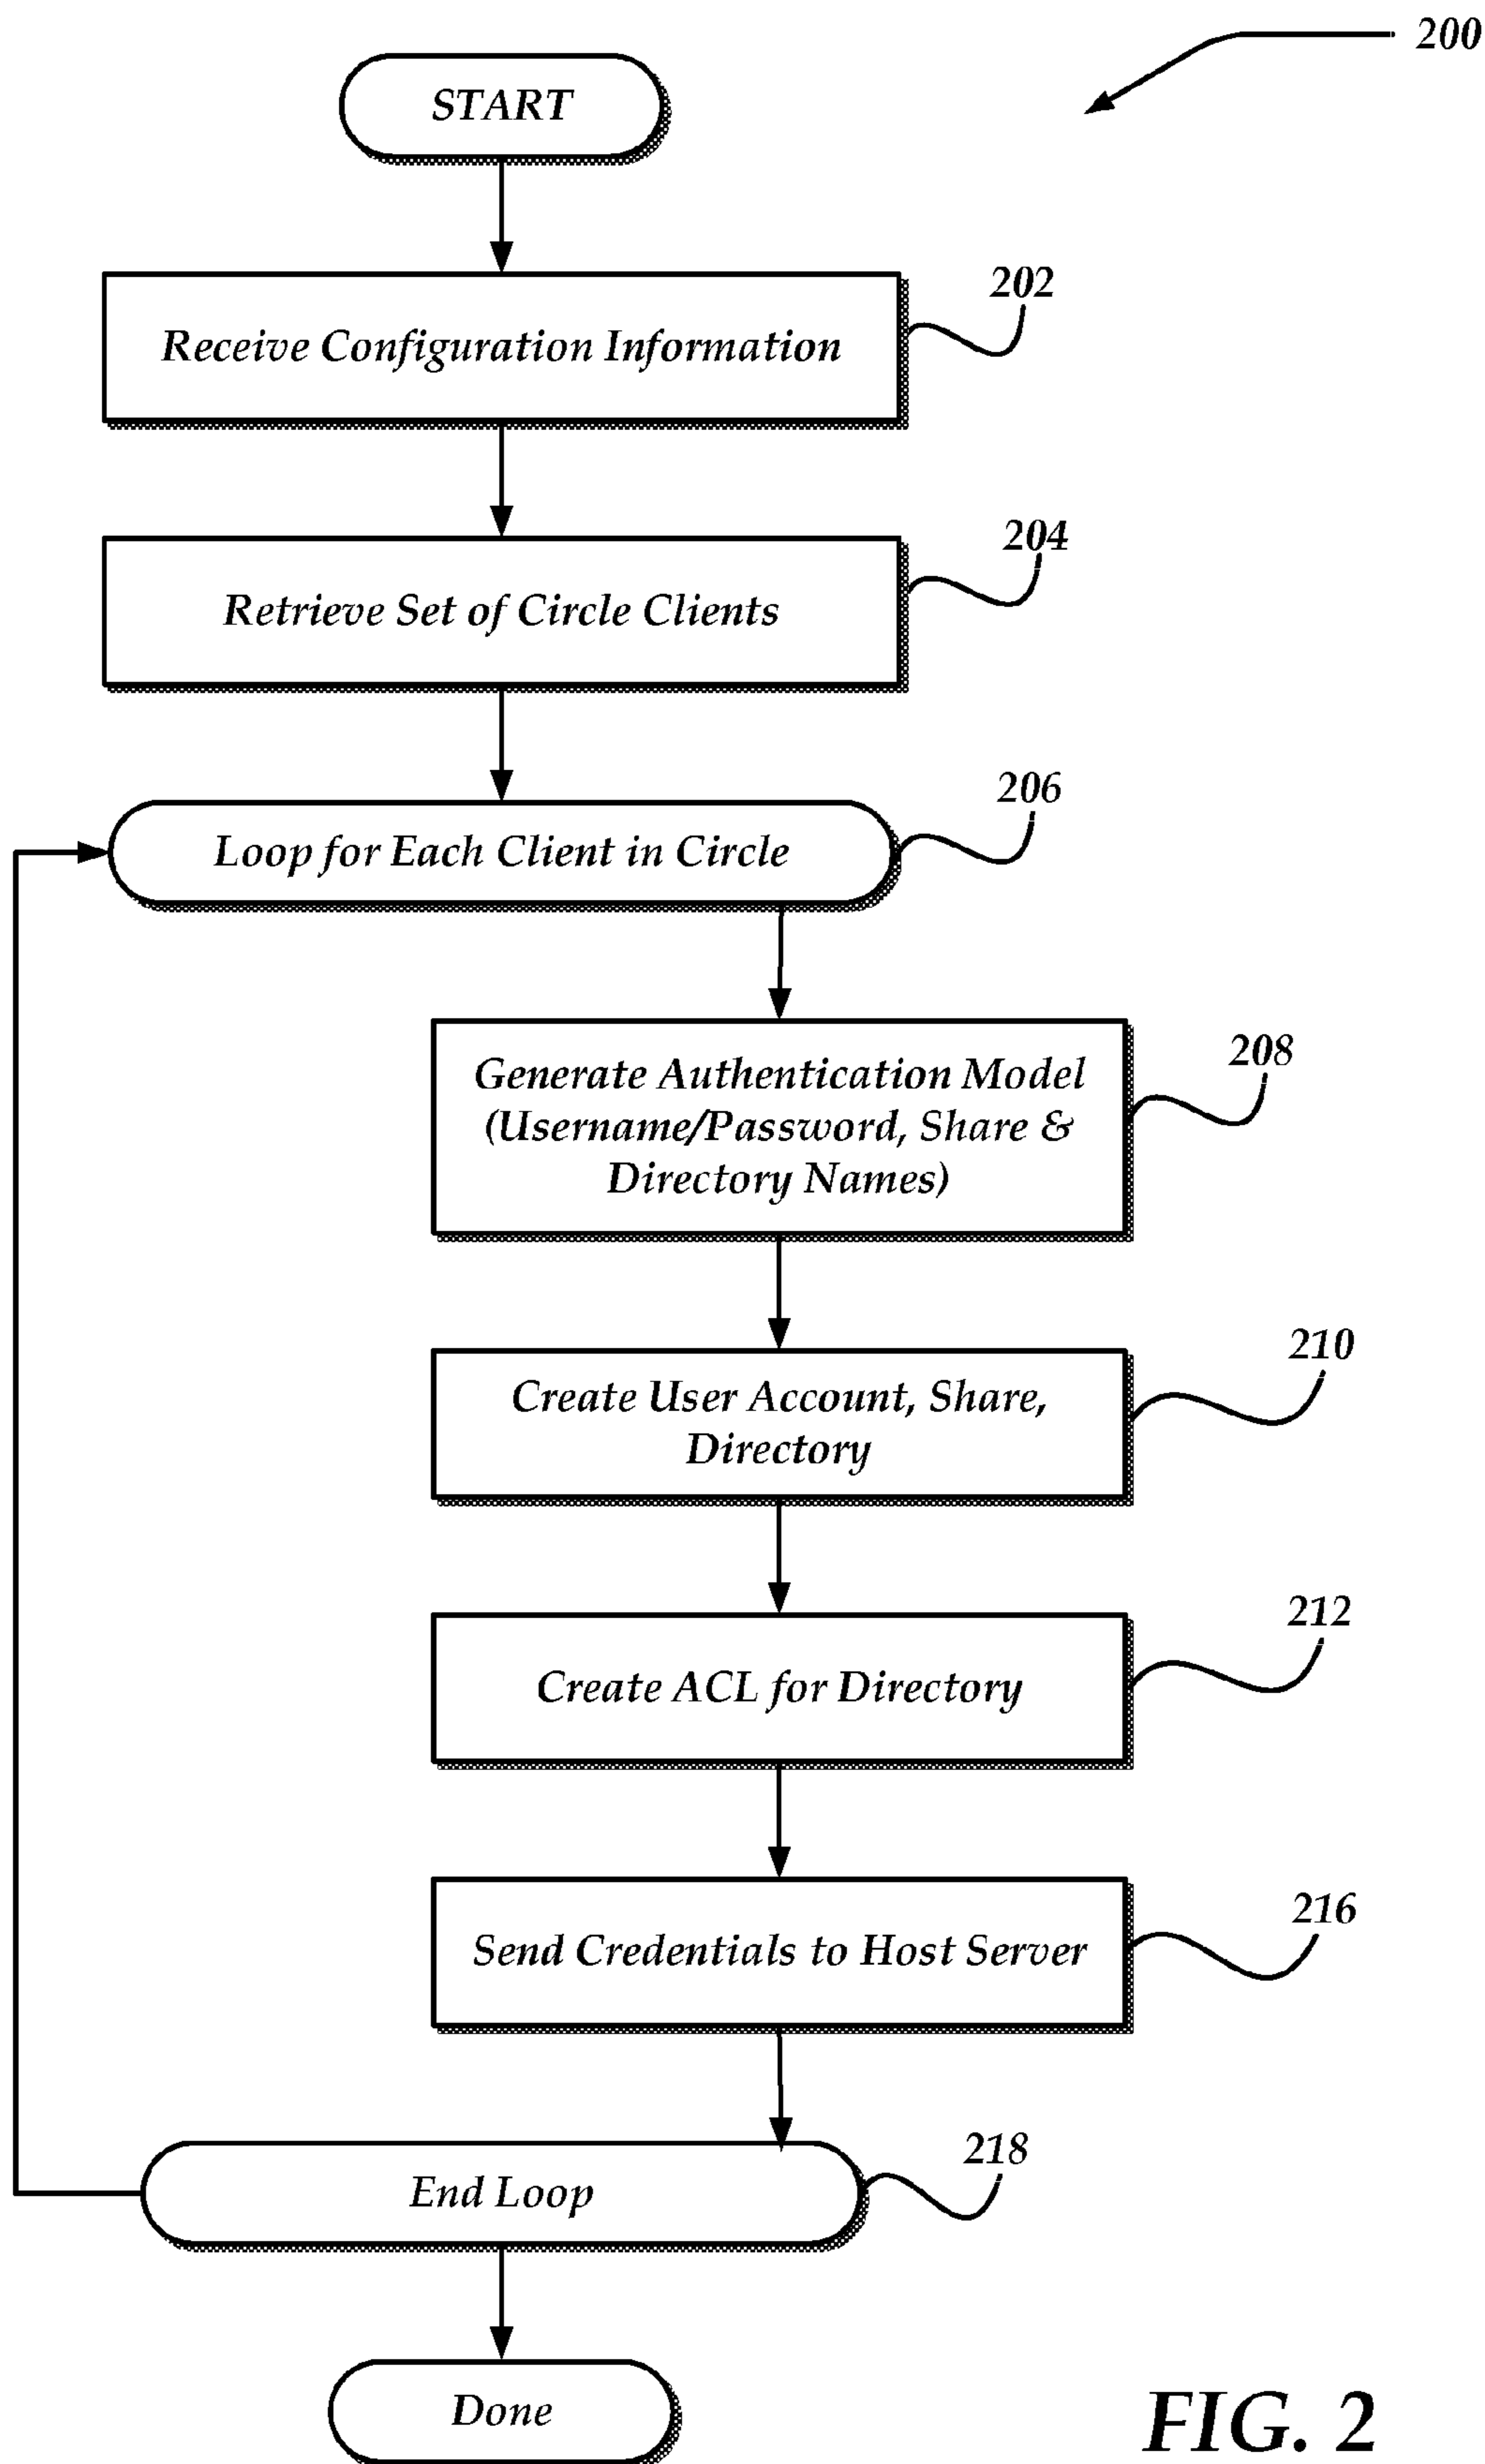 200
START
202
Receive Configuration Information
204
Retrieve Set of Circle Clients
206
Loop for Each Client in Circle
208
Generate Authentication Model
(Username/Password, Share &
Directory Names)
210
Create User Account, Share,
Directory
212
Create ACL for Directory
216
Send Credentials to Host Server
218
End Loop
Done
FIG. 2